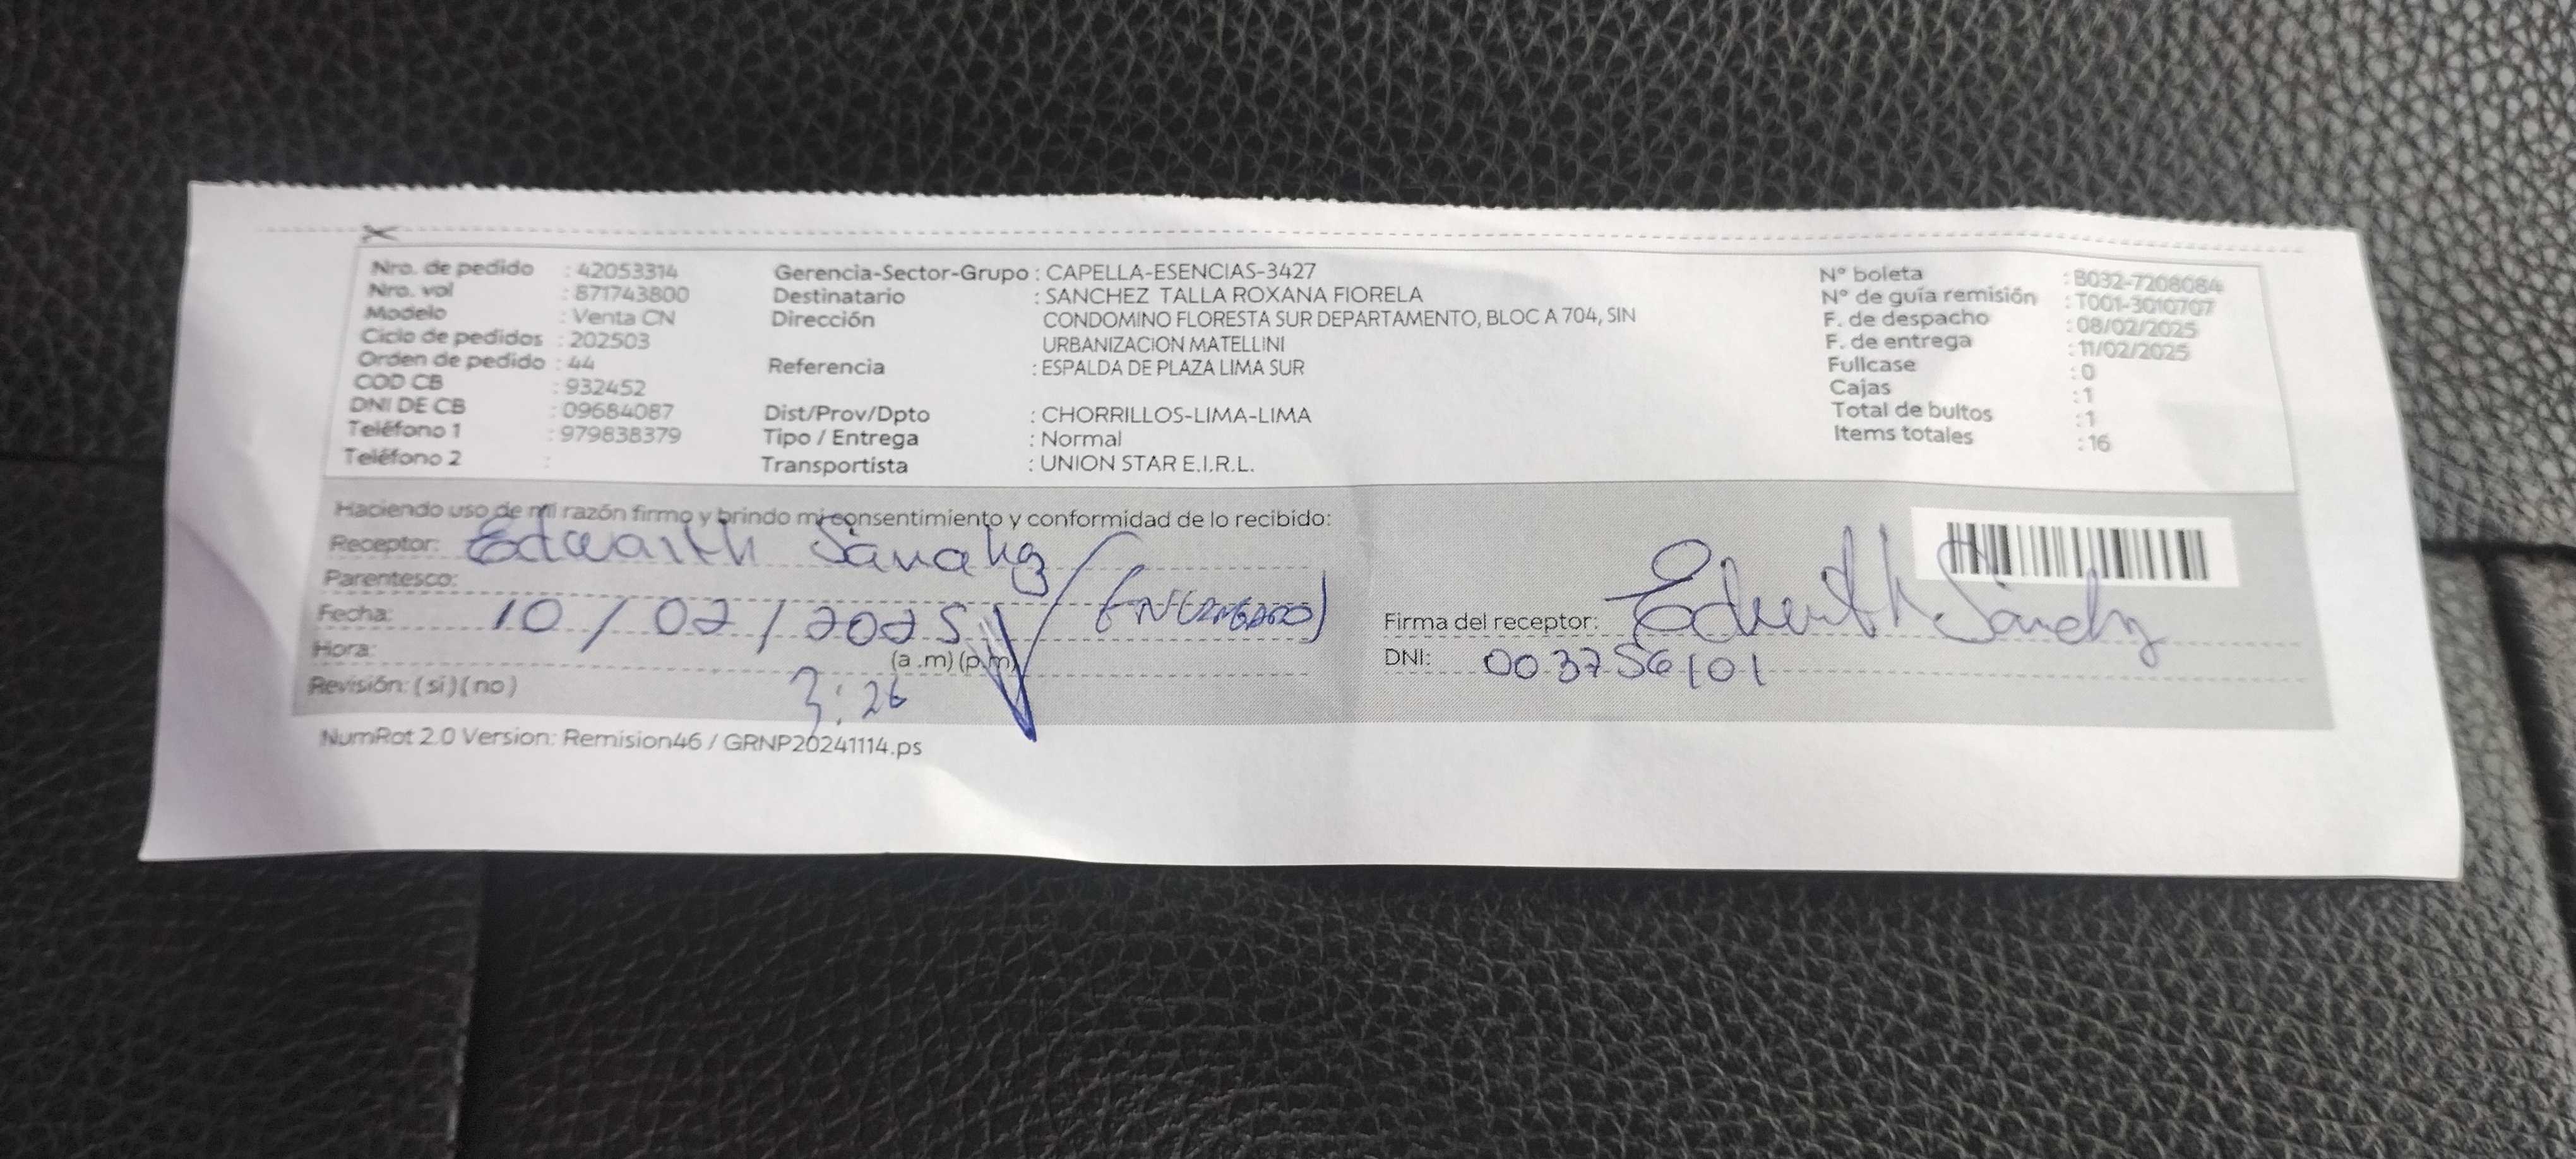 Nro. de pedido : 42053314
Nro. vol : 871743800
Modelo : Venta CN
Ciclo de pedidos : 202503
Orden de pedido : 44
COD CB : 932452
DNI DE CB : 09684087
Teléfono 1 : 979838379
Teléfono 2 :
Gerencia-Sector-Grupo : CAPELLA-ESENCIAS-3427
Destinatario : SANCHEZ TALLA ROXANA FIORELA
Dirección CONDOMINO FLORESTA SUR DEPARTAMENTO, BLOC A 704, SIN
URBANIZACION MATELLINI
Referencia : ESPALDA DE PLAZA LIMA SUR
Dist/Prov/Dpto : CHORRILLOS-LIMA-LIMA
Tipo / Entrega : Normal
Transportista : UNION STAR E.I.R.L.
N° boleta : B032-7208084
N° de guía remisión : T001-3010707
F. de despacho : 08/02/2025
F. de entrega : 11/02/2025
Fullcase : 0
Cajas : 1
Total de bultos : 1
Items totales : 16
Haciendo uso de mi razón firmo y brindo mi consentimiento y conformidad de lo recibido:
Receptor: Edwaith Sánchz
Parentesco: (ENCARGADO)
Fecha: 10/02/2025
Hora: (a .m) (p.m)
3:26
Revisión: ( si ) ( no )
Firma del receptor: Sánchz
DNI: 003756101
NumRot 2.0 Version: Remision46 / GRNP20241114.ps